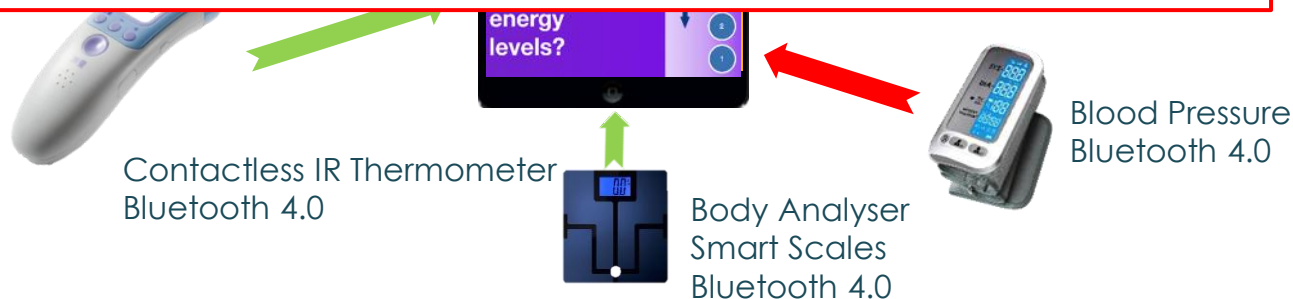 energy
levels?
2
1
Contactless IR Thermometer
Bluetooth 4.0
Body Analyser
Smart Scales
Bluetooth 4.0
Blood Pressure
Bluetooth 4.0